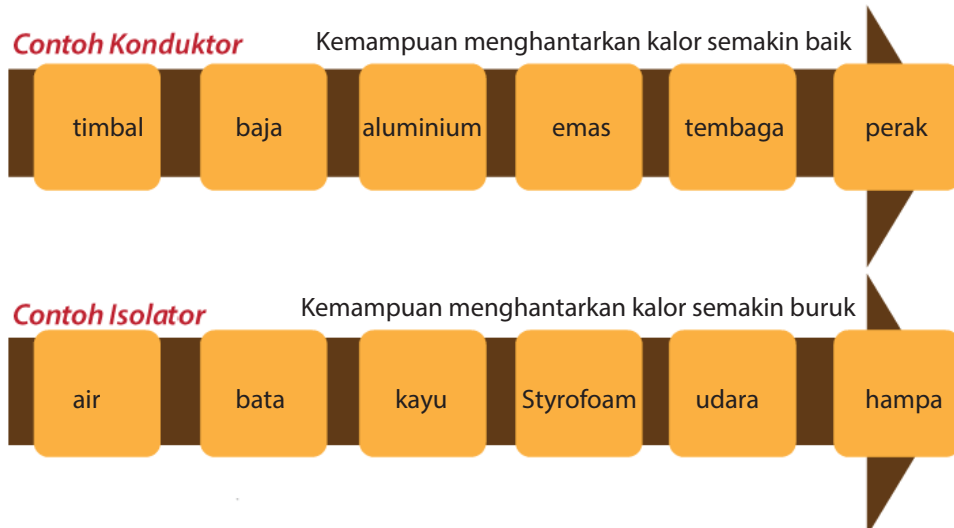 Contoh Konduktor Kemampuan menghantarkan kalor semakin baik
timbal baja aluminium emas tembaga perak
Contoh Isolator Kemampuan menghantarkan kalor semakin buruk
air bata kayu Styrofoam udara hampa